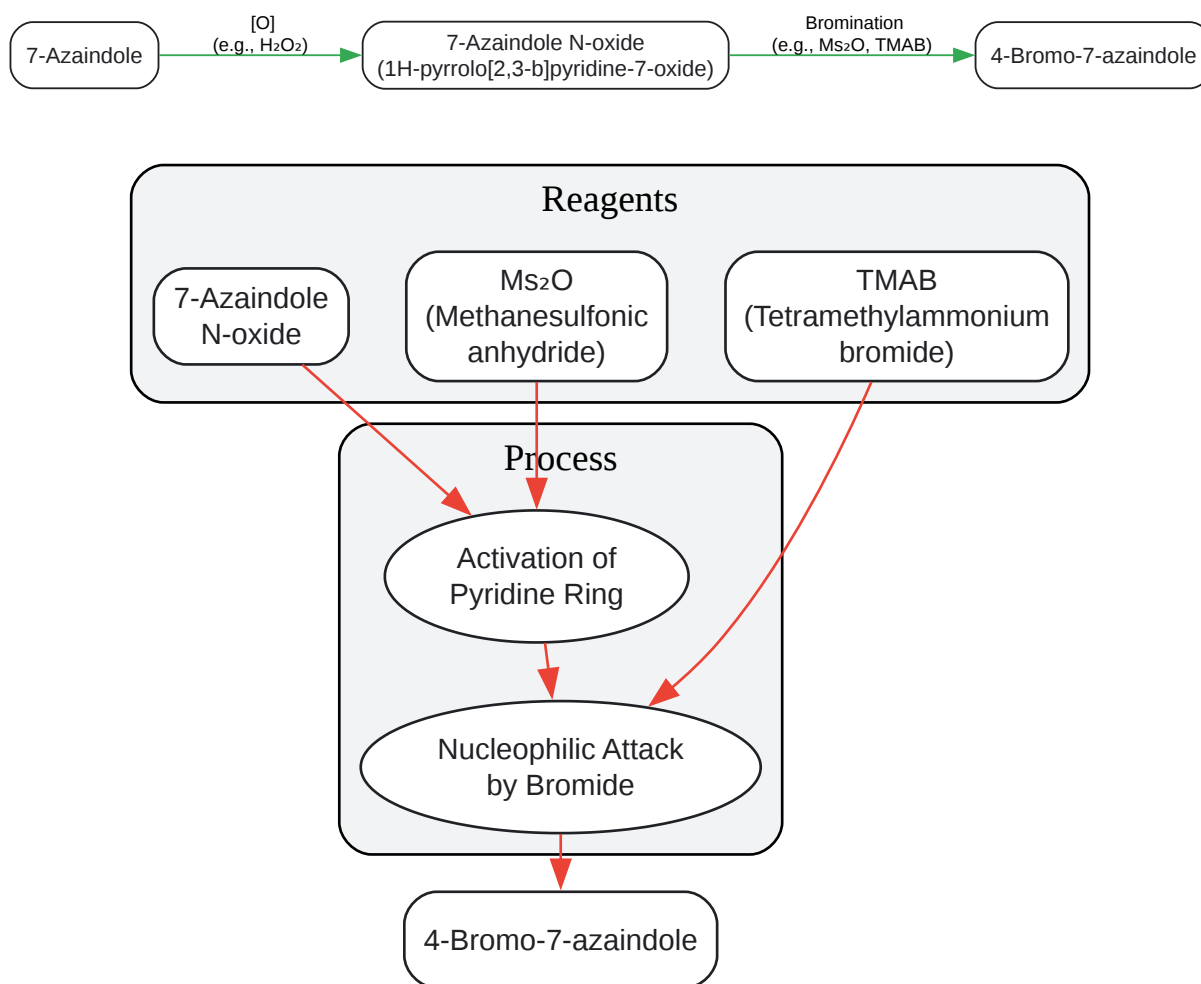 7-Azaindole
[O]
(e.g., H₂O₂)
7-Azaindole N-oxide
(1H-pyrrolo[2,3-b]pyridine-7-oxide)
Bromination
(e.g., Ms₂O, TMAB)
4-Bromo-7-azaindole
Reagents
7-Azaindole
N-oxide
Ms₂O
(Methanesulfonic
anhydride)
TMAB
(Tetramethylammonium
bromide)
Process
Activation of
Pyridine Ring
Nucleophilic Attack
by Bromide
4-Bromo-7-azaindole